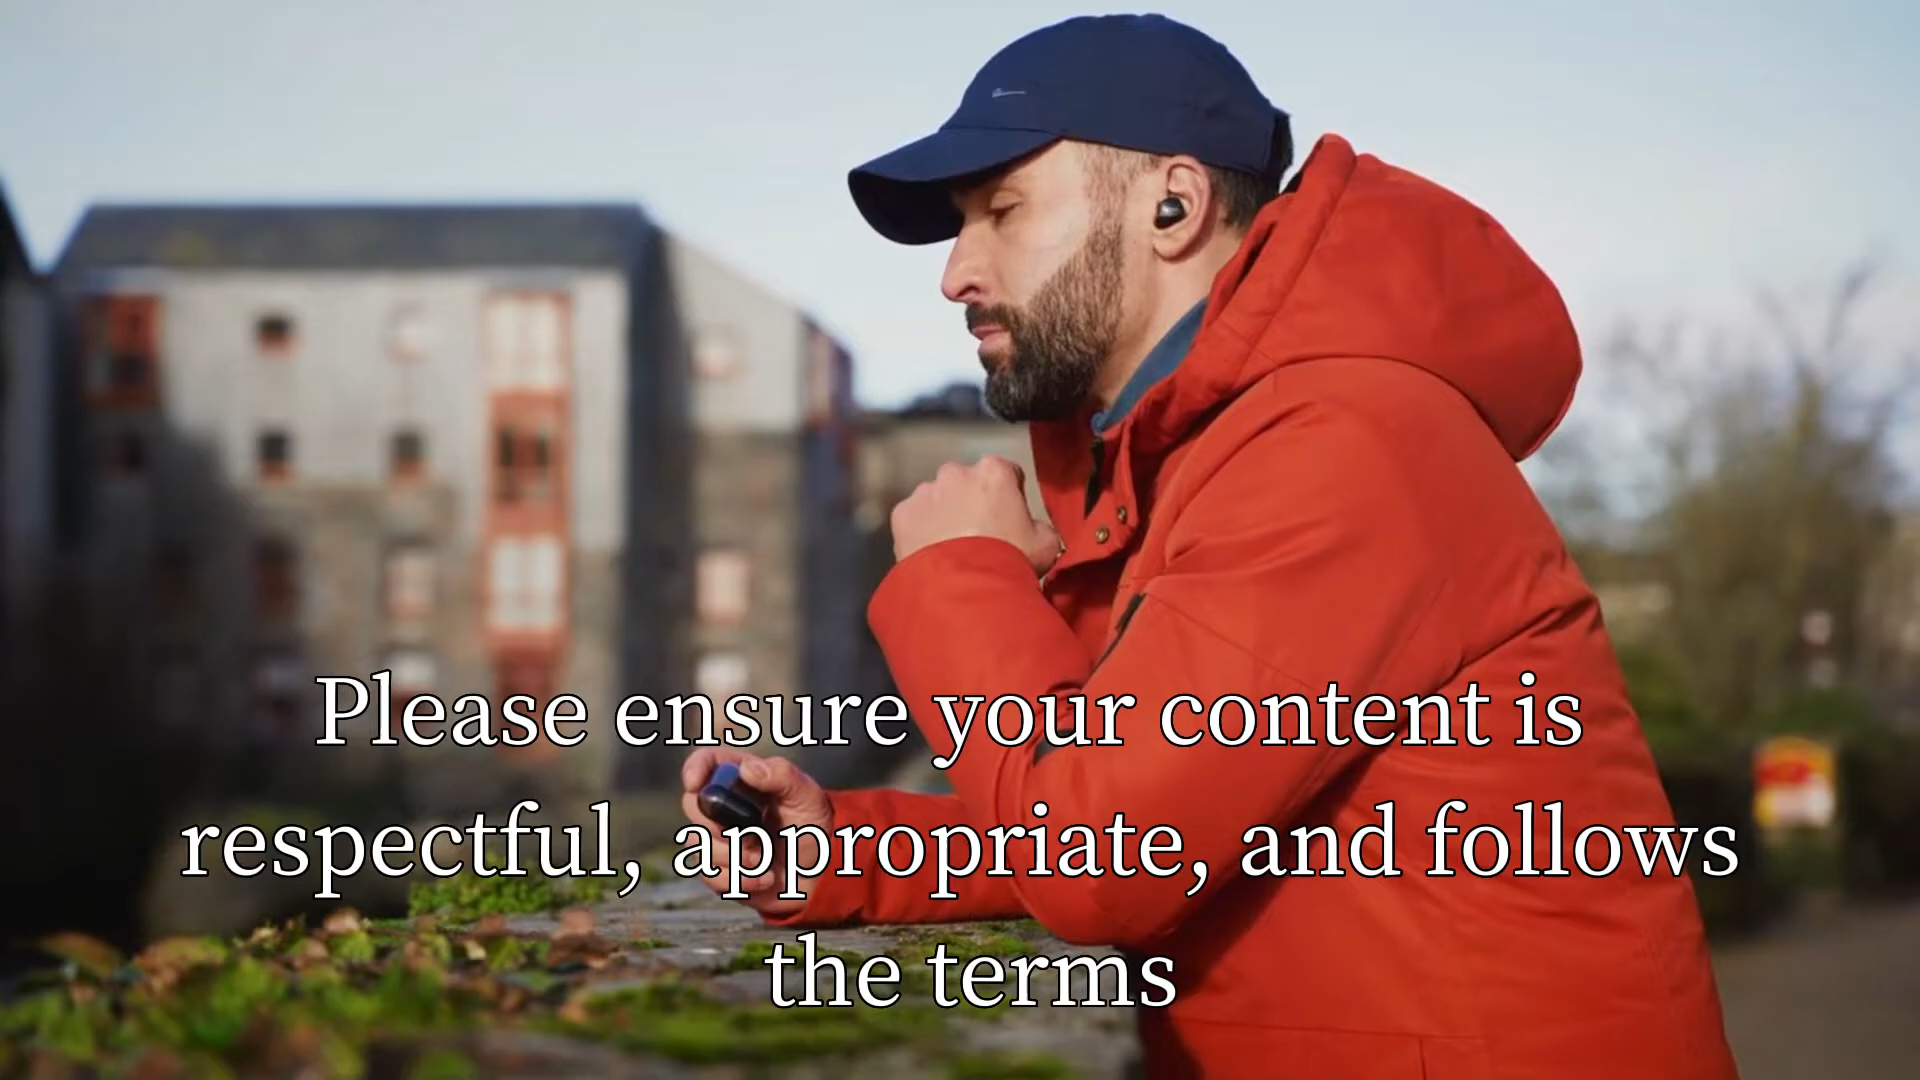 Please ensure your content is
respectful, appropriate, and follows
the terms